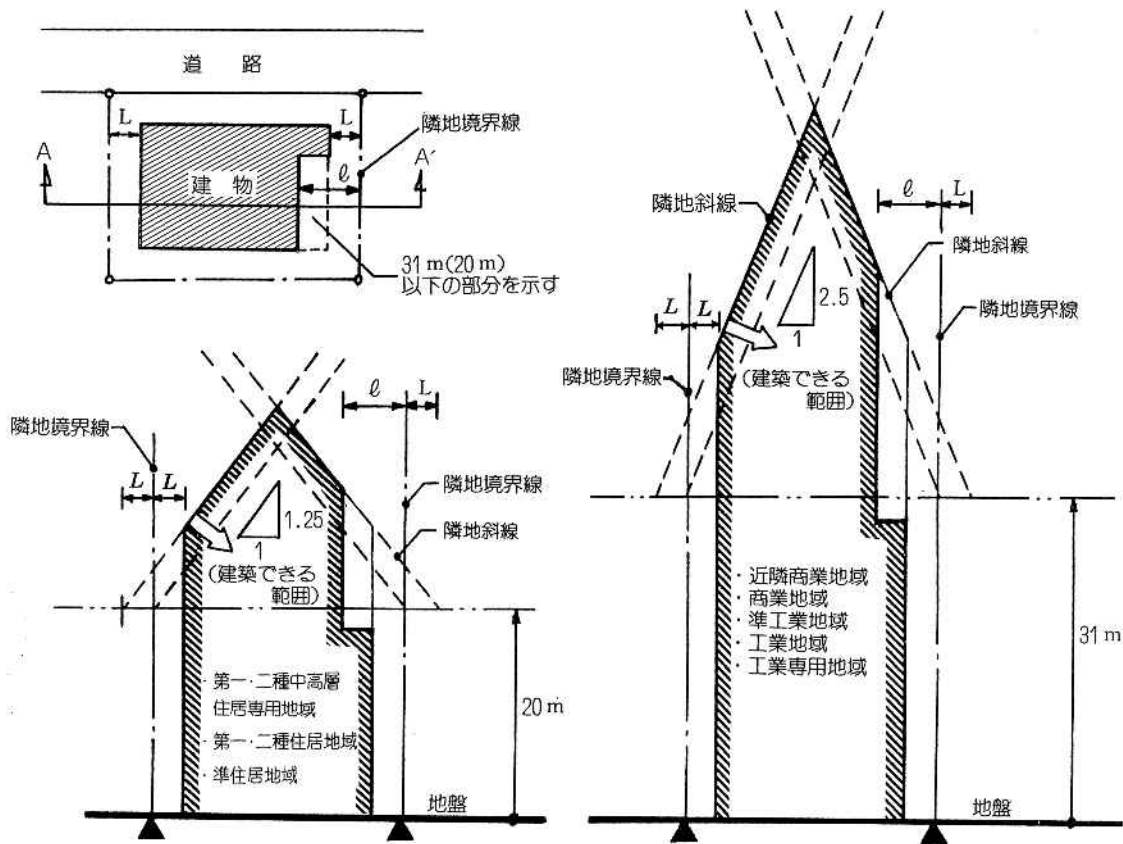 道 路
L
L
隣地境界線
A
A´
ℓ
建 物
31 m(20 m)
以下の部分を示す
隣地境界線
L
L
ℓ
L
1.25
1
(建築できる
範囲)
隣地境界線
隣地斜線
・第一・二種中高層
住居専用地域
・第一・二種住居地域
・準住居地域
20 m
地盤
隣地斜線
ℓ
L
隣地斜線
2.5
1
L
L
隣地境界線
隣地境界線
(建築できる
範囲)
・近隣商業地域
・商業地域
・準工業地域
・工業地域
・工業専用地域
31 m
地盤